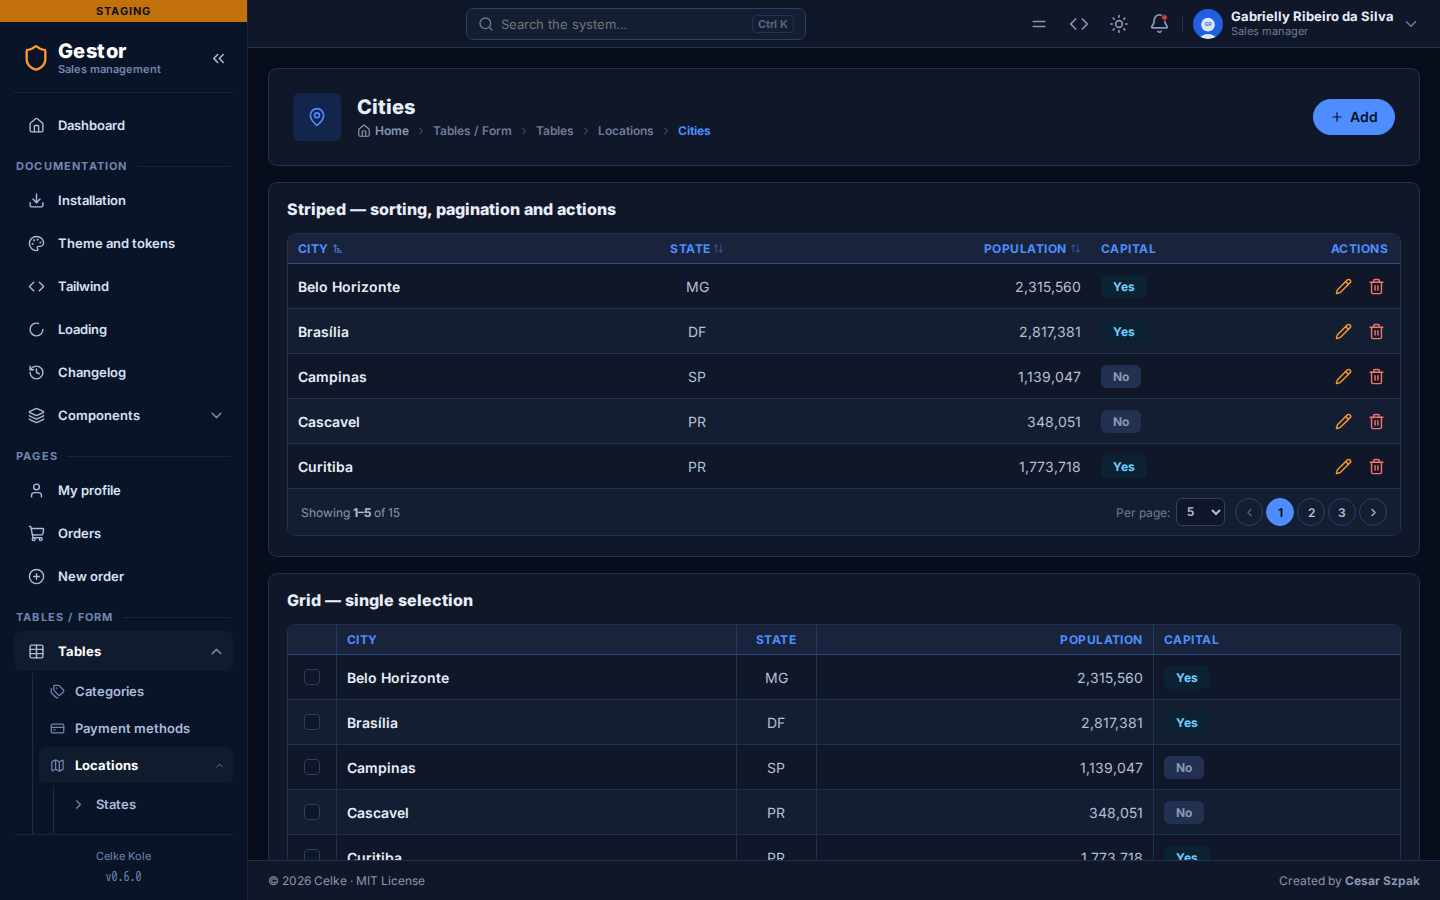 STAGING
Gestor
Sales management
Dashboard
DOCUMENTATION
Installation
Theme and tokens
Tailwind
Loading
Changelog
Components
PAGES
My profile
Orders
New order
TABLES / FORM
Tables
Categories
Payment methods
Locations
States
Celke Kole
v0.6.0
Search the system... Ctrl K
GR
Gabrielly Ribeiro da Silva
Sales manager
Cities
Home Tables / Form Tables Locations Cities
Add
Striped — sorting, pagination and actions
CITY STATE POPULATION CAPITAL ACTIONS
Belo Horizonte MG 2,315,560 Yes
Brasília DF 2,817,381 Yes
Campinas SP 1,139,047 No
Cascavel PR 348,051 No
Curitiba PR 1,773,718 Yes
Showing 1–5 of 15 Per page: 5 1 2 3
Grid — single selection
CITY STATE POPULATION CAPITAL
Belo Horizonte MG 2,315,560 Yes
Brasília DF 2,817,381 Yes
Campinas SP 1,139,047 No
Cascavel PR 348,051 No
Curitiba PR 1,773,718 Yes
© 2026 Celke · MIT License
Created by Cesar Szpak